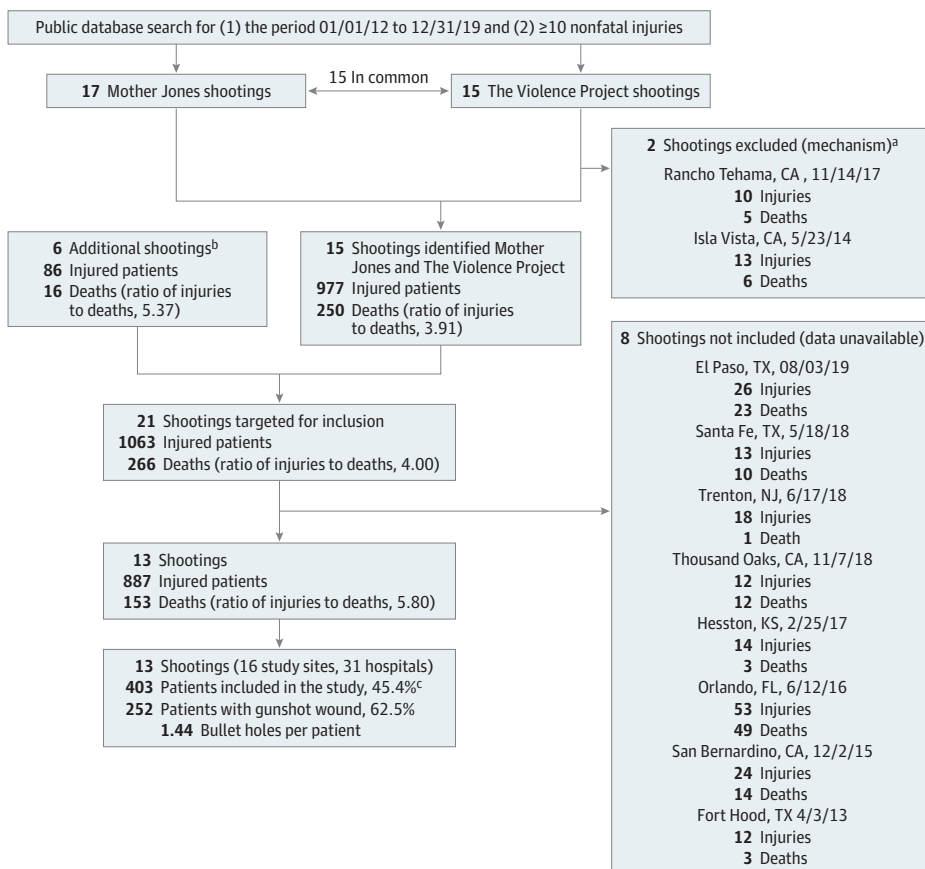 Public database search for (1) the period 01/01/12 to 12/31/19 and (2) ≥10 nonfatal injuries
15 In common
17 Mother Jones shootings
15 The Violence Project shootings
2 Shootings excluded (mechanism)a
Rancho Tehama, CA , 11/14/17
10 Injuries
5 Deaths
Isla Vista, CA, 5/23/14
13 Injuries
6 Deaths
6 Additional shootingsb
86 Injured patients
16 Deaths (ratio of injuries
to deaths, 5.37)
15 Shootings identified Mother
Jones and The Violence Project
977 Injured patients
250 Deaths (ratio of injuries
to deaths, 3.91)
21 Shootings targeted for inclusion
1063 Injured patients
266 Deaths (ratio of injuries to deaths, 4.00)
8 Shootings not included (data unavailable)
El Paso, TX, 08/03/19
26 Injuries
23 Deaths
Santa Fe, TX, 5/18/18
13 Injuries
10 Deaths
Trenton, NJ, 6/17/18
18 Injuries
1 Death
Thousand Oaks, CA, 11/7/18
12 Injuries
12 Deaths
Hesston, KS, 2/25/17
14 Injuries
3 Deaths
Orlando, FL, 6/12/16
53 Injuries
49 Deaths
San Bernardino, CA, 12/2/15
24 Injuries
14 Deaths
Fort Hood, TX 4/3/13
12 Injuries
3 Deaths
13 Shootings
887 Injured patients
153 Deaths (ratio of injuries to deaths, 5.80)
13 Shootings (16 study sites, 31 hospitals)
403 Patients included in the study, 45.4%c
252 Patients with gunshot wound, 62.5%
1.44 Bullet holes per patient